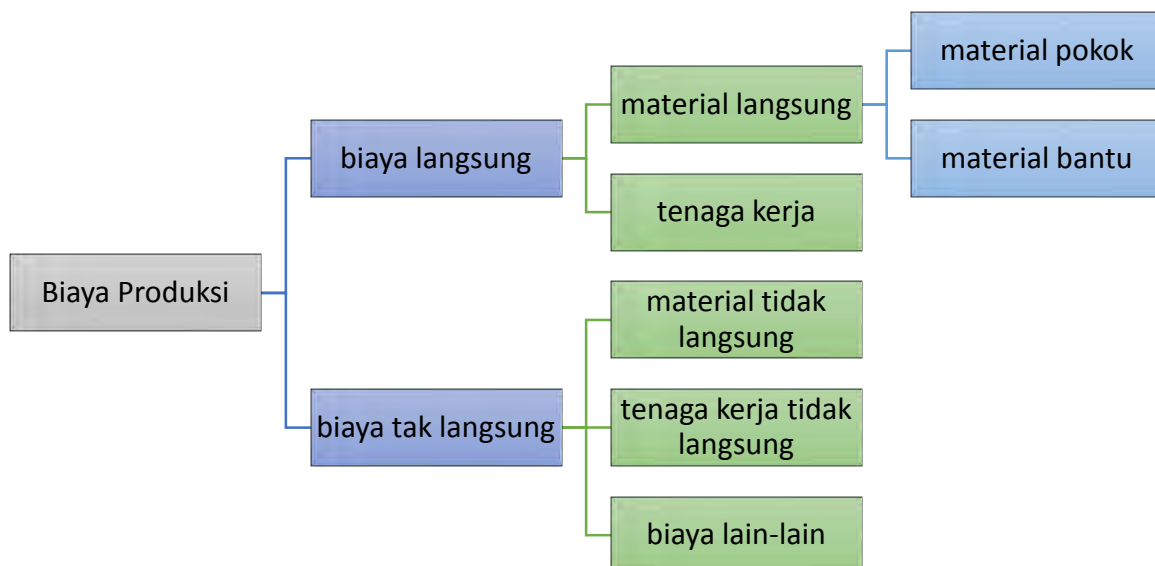 Biaya Produksi
biaya langsung
material langsung
material pokok
material bantu
tenaga kerja
biaya tak langsung
material tidak
langsung
tenaga kerja tidak
langsung
biaya lain-lain